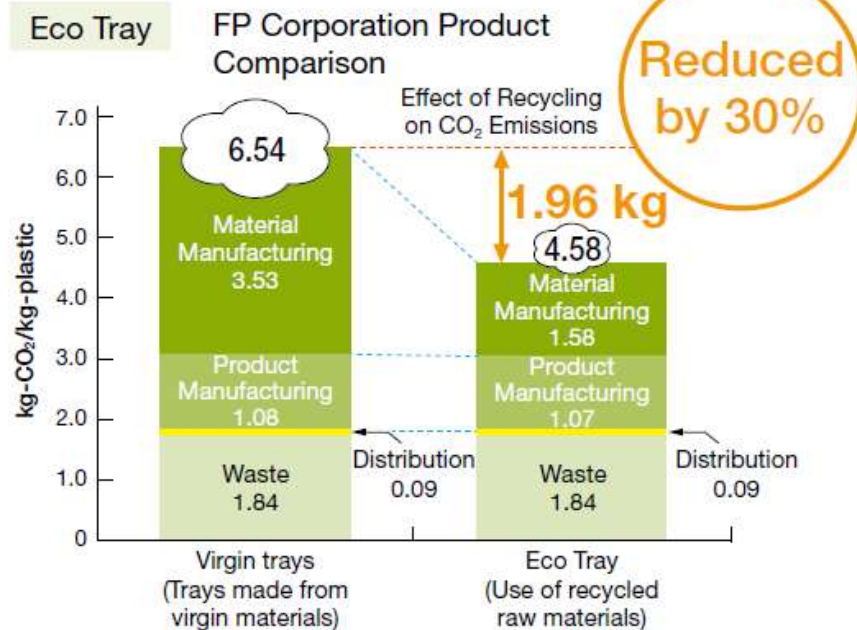 Eco Tray
FP Corporation Product
Comparison
Reduced
by 30%
Effect of Recycling
on CO₂ Emissions
kg-CO₂/kg-plastic
7.0
6.0
5.0
4.0
3.0
2.0
1.0
0
6.54
Material
Manufacturing
3.53
Product
Manufacturing
1.08
Waste
1.84
Distribution
0.09
1.96 kg
4.58
Material
Manufacturing
1.58
Product
Manufacturing
1.07
Waste
1.84
Distribution
0.09
Virgin trays
(Trays made from
virgin materials)
Eco Tray
(Use of recycled
raw materials)